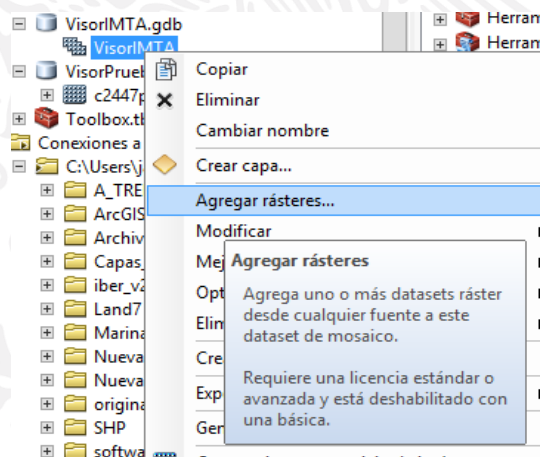 VisorIMTA.gdb
VisorIMTA
VisorPrue
c2447
Toolbox.t
Conexiones a
C:\Users\j
A_TRE
ArcGIS
Archiv
Capas_
iber_v2
Land7
Marina
Nueva
Nueva
origina
SHP
softwa
Herram
Herram
Copiar
Eliminar
Cambiar nombre
Crear capa...
Agregar rásteres...
Modificar
Mej
Opt
Elim
Cre
Exp
Gen
Agregar rásteres
Agrega uno o más datasets ráster
desde cualquier fuente a este
dataset de mosaico.
Requiere una licencia estándar o
avanzada y está deshabilitado con
una básica.